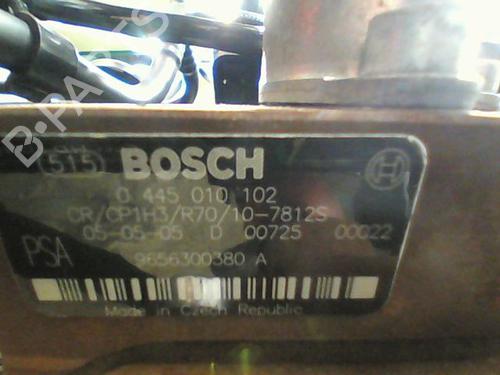 B-PARTS
515 BOSCH
0 445 010 102
CR/CP1H3/R70/10-7812S
05-05-05 D 00725 00022
PSA
9656300380 A
Made in Czech Republic